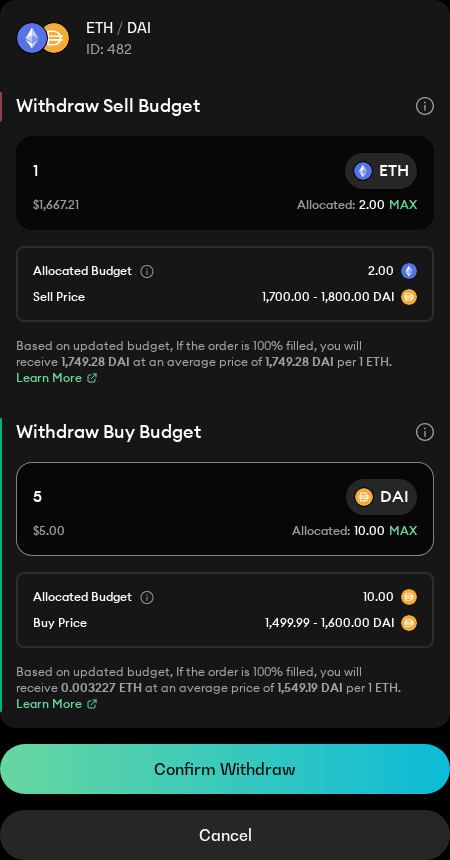 ETH / DAI
ID: 482
Withdraw Sell Budget
1 ETH
$1,667.21 Allocated: 2.00 MAX
Allocated Budget 2.00
Sell Price 1,700.00 - 1,800.00 DAI
Based on updated budget, If the order is 100% filled, you will
receive 1,749.28 DAI at an average price of 1,749.28 DAI per 1 ETH.
Learn More
Withdraw Buy Budget
5 DAI
$5.00 Allocated: 10.00 MAX
Allocated Budget 10.00
Buy Price 1,499.99 - 1,600.00 DAI
Based on updated budget, If the order is 100% filled, you will
receive 0.003227 ETH at an average price of 1,549.19 DAI per 1 ETH.
Learn More
Confirm Withdraw
Cancel